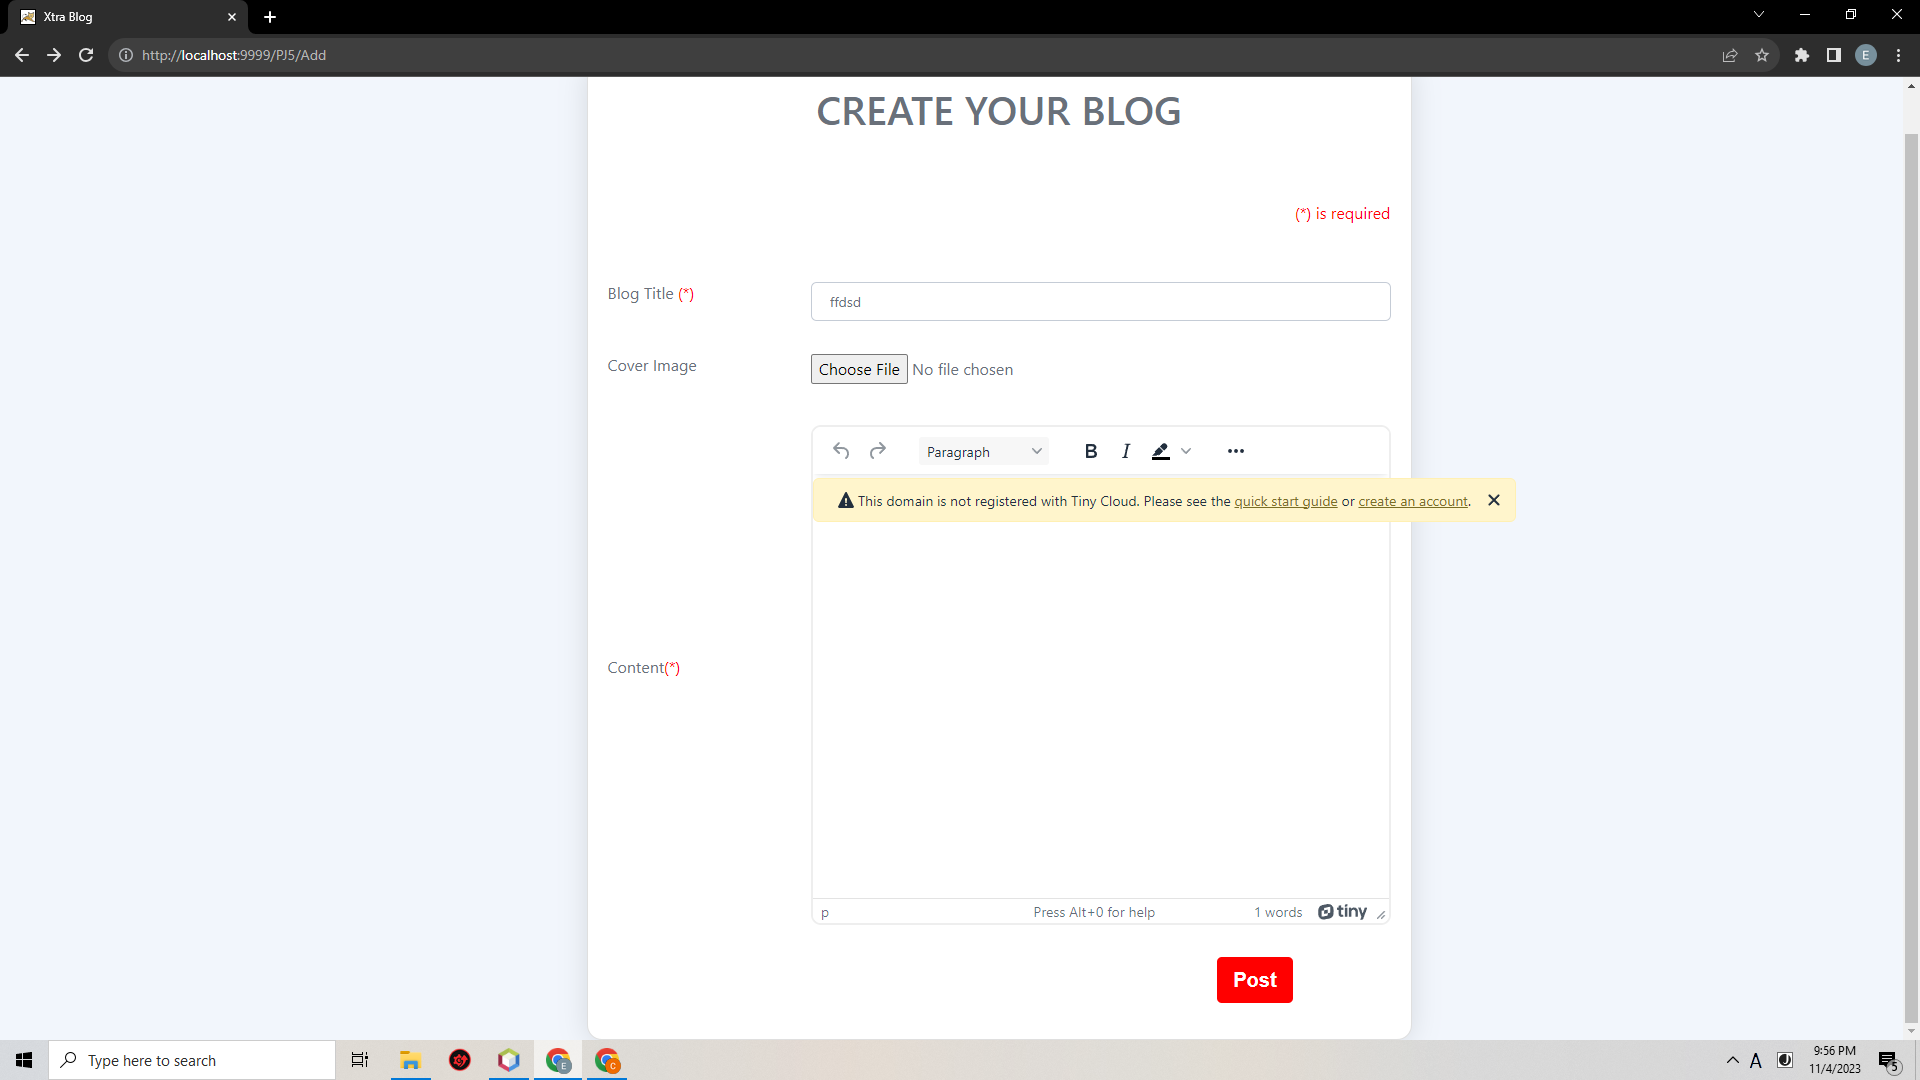 Xtra Blog
http://localhost:9999/PJ5/Add
E
CREATE YOUR BLOG
(*) is required
Blog Title (*)
ffdsd
Cover Image
Choose File No file chosen
Paragraph
B I
This domain is not registered with Tiny Cloud. Please see the quick start guide or create an account.
Content(*)
p
Press Alt+0 for help
1 words
tiny
Post
Type here to search
E
C
A
9:56 PM
11/4/2023
5